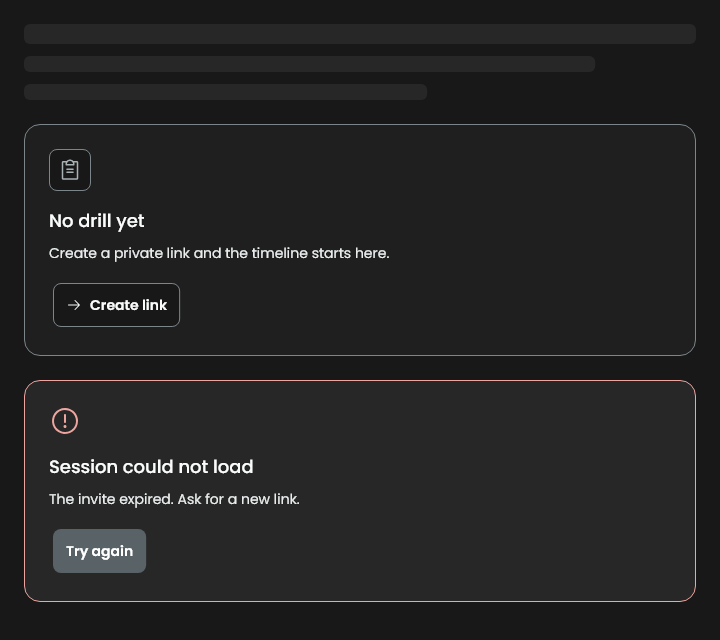 No drill yet
Create a private link and the timeline starts here.
Create link
Session could not load
The invite expired. Ask for a new link.
Try again